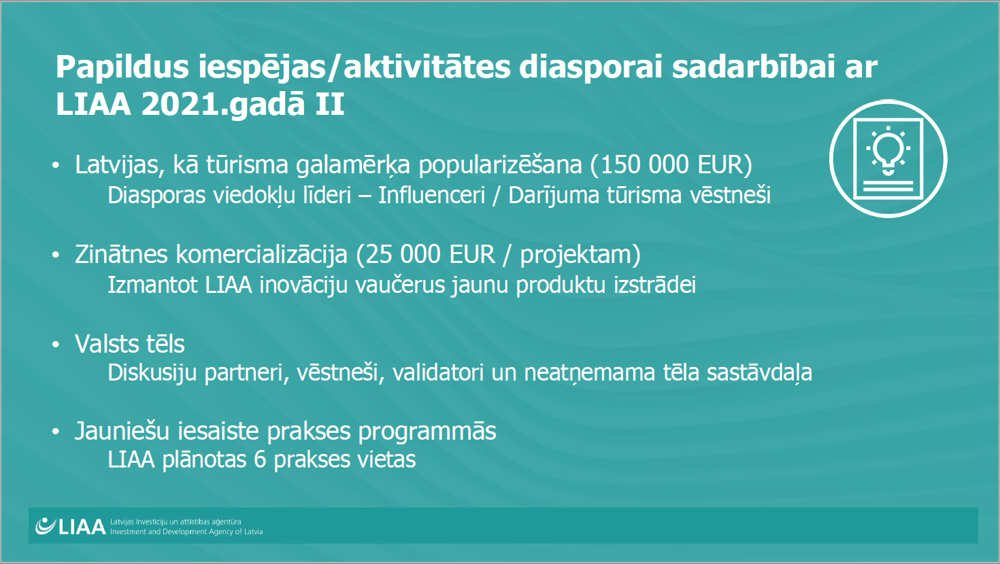 Papildus iespējas/aktivitātes diasporai sadarbībai ar
LIAA 2021.gadā II
• Latvijas, kā tūrisma galamērķa popularizēšana (150 000 EUR)
Diasporas viedokļu līderi – Influenceri / Darījuma tūrisma vēstneši
• Zinātnes komercializācija (25 000 EUR / projektam)
Izmantot LIAA inovāciju vaučerus jaunu produktu izstrādei
• Valsts tēls
Diskusiju partneri, vēstneši, validatori un neatņemama tēla sastāvdaļa
• Jauniešu iesaiste prakses programmās
LIAA plānotas 6 prakses vietas
LIAA
Latvijas Investīciju un attīstības aģentūra
Investment and Development Agency of Latvia